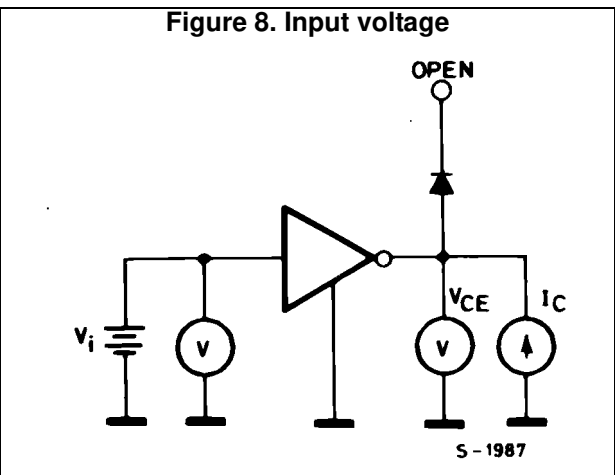 Figure 8. Input voltage
OPEN
Vi
V
VCE
V
IC
S-1987